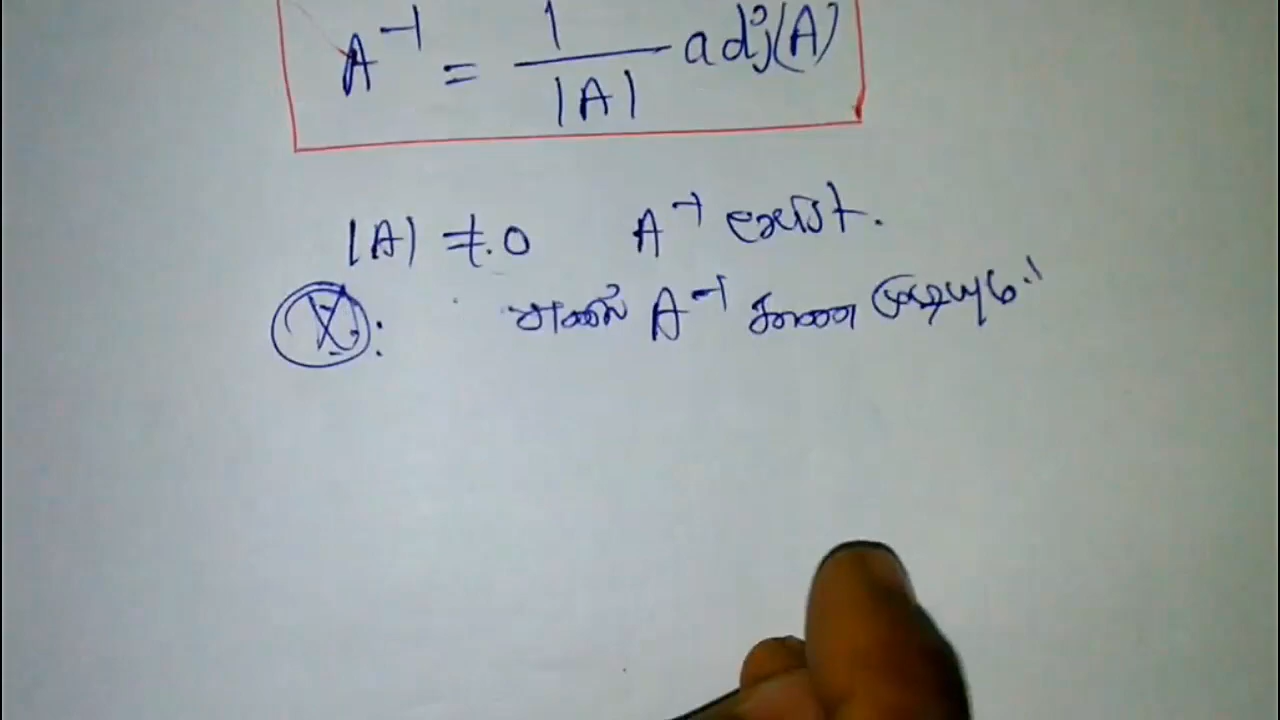 A⁻¹ = 1/|A| adj(A)
|A| ≠ 0 A⁻¹ exist.
A⁻¹ காண முடியும்.